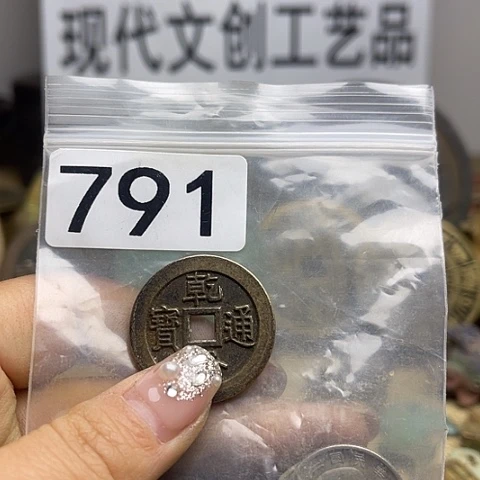 现代文创工艺品
791
乾
寶 通